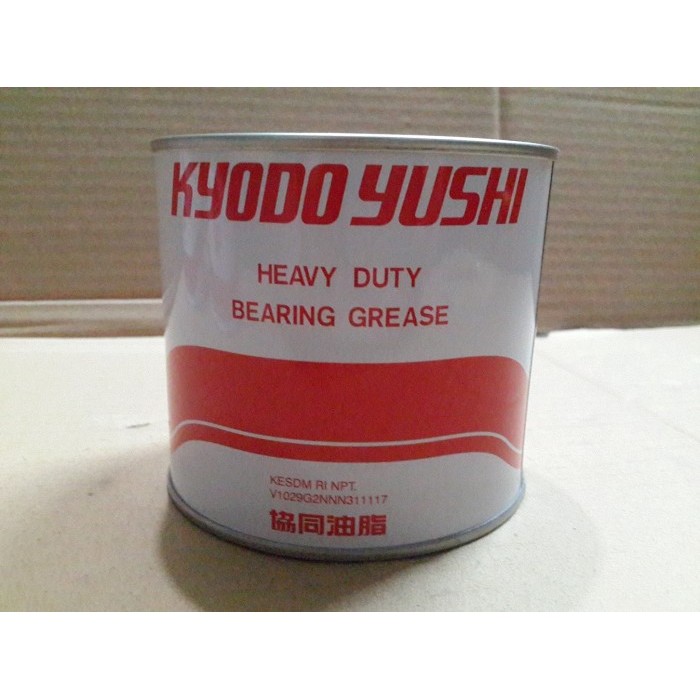 KYODO YUSHI
HEAVY DUTY
BEARING GREASE
KESDM RI NPT.
V1029G2NNN311117
協同油脂